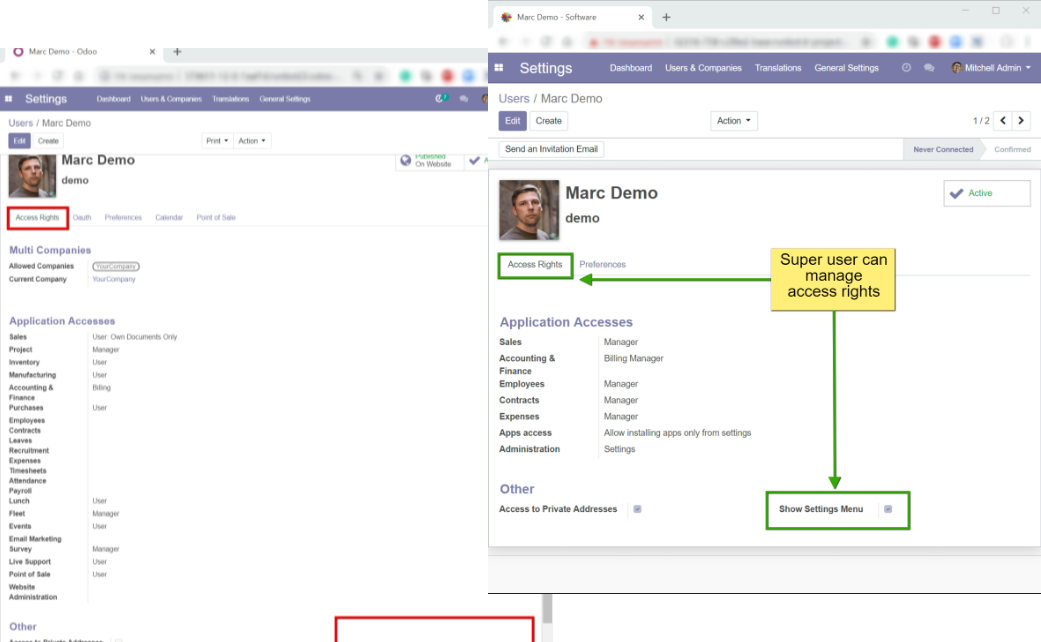 Marc Demo - Odoo
Settings
Dashboard Users & Companies Translations General Settings
Users / Marc Demo
Edit Create Print Action
Marc Demo
demo
Published
On Website
Access Rights Oauth Preferences Calendar Point of Sale
Multi Companies
Allowed Companies YourCompany
Current Company YourCompany
Application Accesses
Sales User: Own Documents Only
Project Manager
Inventory User
Manufacturing User
Accounting & Billing
Finance
Purchases User
Employees
Contracts
Leaves
Recruitment
Expenses
Timesheets
Attendance
Payroll
Lunch User
Fleet Manager
Events User
Email Marketing
Survey Manager
Live Support User
Point of Sale User
Website
Administration
Other
Access to Private Addresses
Marc Demo - Software
Settings
Dashboard Users & Companies Translations General Settings Mitchell Admin
Users / Marc Demo
Edit Create Action 1 / 2
Send an Invitation Email Never Connected Confirmed
Marc Demo
demo
Active
Access Rights Preferences
Super user can
manage
access rights
Application Accesses
Sales Manager
Accounting & Billing Manager
Finance
Employees Manager
Contracts Manager
Expenses Manager
Apps access Allow installing apps only from settings
Administration Settings
Other
Access to Private Addresses Show Settings Menu